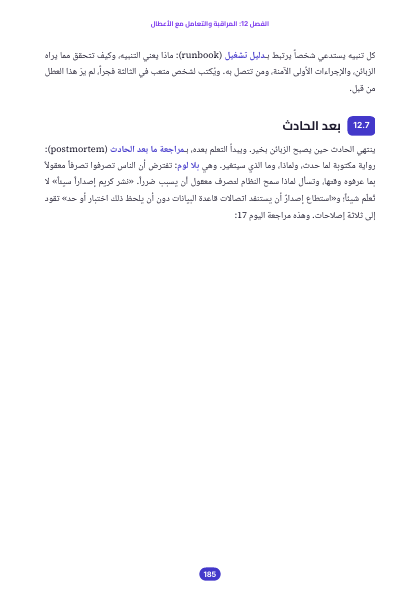 الفصل 12: المراقبة والتعامل مع الأعطال
كل تنبيه يستدعي شخصاً يرتبط بـدليل تشغيل (runbook): ماذا يعني التنبيه، وكيف تتحقق مما يراه
الزبائن، والإجراءات الأولى الآمنة، ومن تتصل به. ويُكتب لشخص متعب في الثالثة فجراً، لم يرَ هذا العطل
من قبل.
12.7 بعد الحادث
ينتهي الحادث حين يصبح الزبائن بخير. ويبدأ التعلم بعده، بـمراجعة ما بعد الحادث (postmortem):
رواية مكتوبة لما حدث، ولماذا، وما الذي سيتغير. وهي بلا لوم: تفترض أن الناس تصرفوا تصرفاً معقولاً
بما عرفوه وقتها، وتسأل لماذا سمح النظام لتصرف معقول أن يسبب ضرراً. «نشر كريم إصداراً سيئاً» لا
تُعلّم شيئاً؛ و«استطاع إصدارٌ أن يستنفد اتصالات قاعدة البيانات دون أن يلحظ ذلك اختبار أو حد» تقود
إلى ثلاثة إصلاحات. وهذه مراجعة اليوم 17:
185